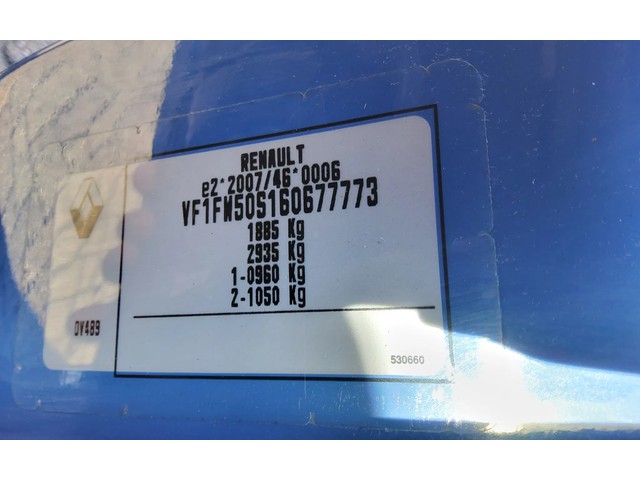 RENAULT
e2*2007/46*0006
VF1FW50S160677773
1885 Kg
2935 Kg
1-0960 Kg
2-1050 Kg
DV489
530660